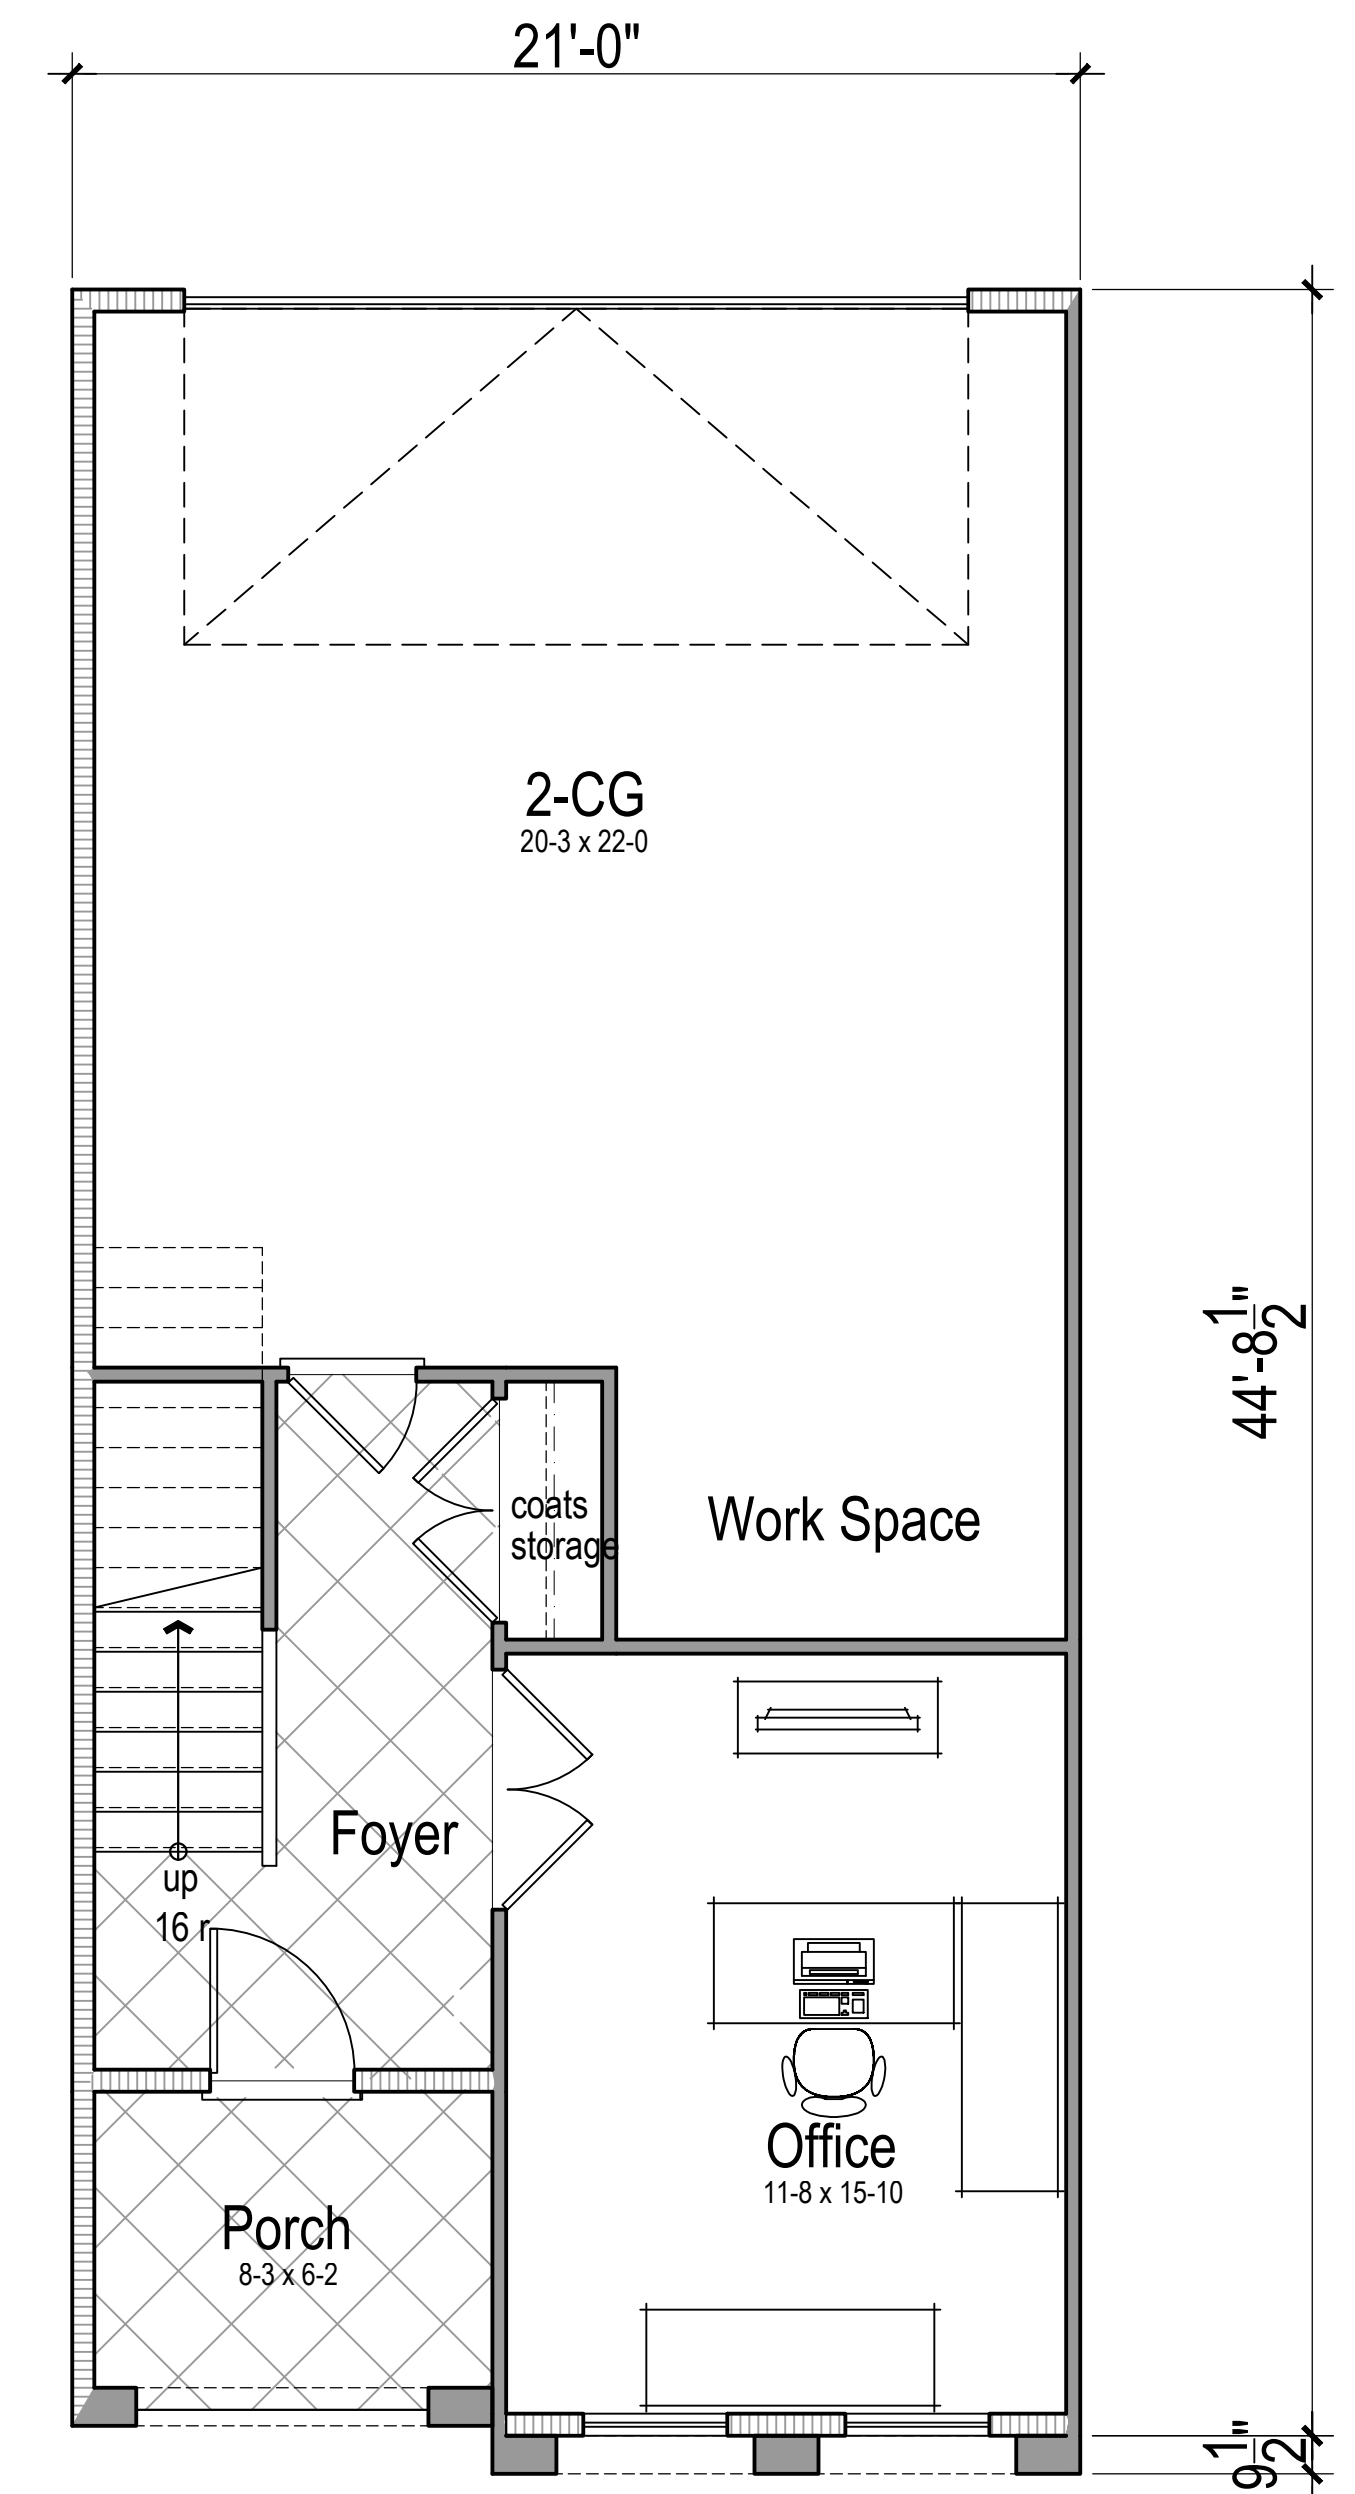 21'-0"
2-CG
20-3 x 22-0
44'-8 1/2"
coats
storage
Work Space
Foyer
up
16 r
Office
11-8 x 15-10
Porch
8-3 x 6-2
9 1/2"